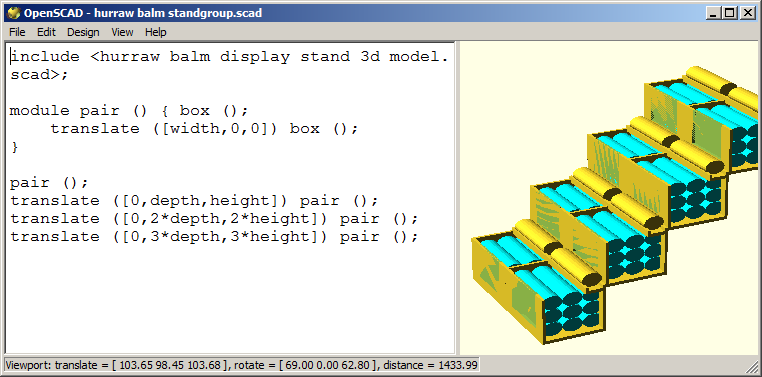 OpenSCAD - hurraw balm standgroup.scad
File Edit Design View Help
include <hurraw balm display stand 3d model.
scad>;
module pair () { box ();
    translate ([width,0,0]) box ();
}
pair ();
translate ([0,depth,height]) pair ();
translate ([0,2*depth,2*height]) pair ();
translate ([0,3*depth,3*height]) pair ();
Viewport: translate = [ 103.65 98.45 103.68 ], rotate = [ 69.00 0.00 62.80 ], distance = 1433.99